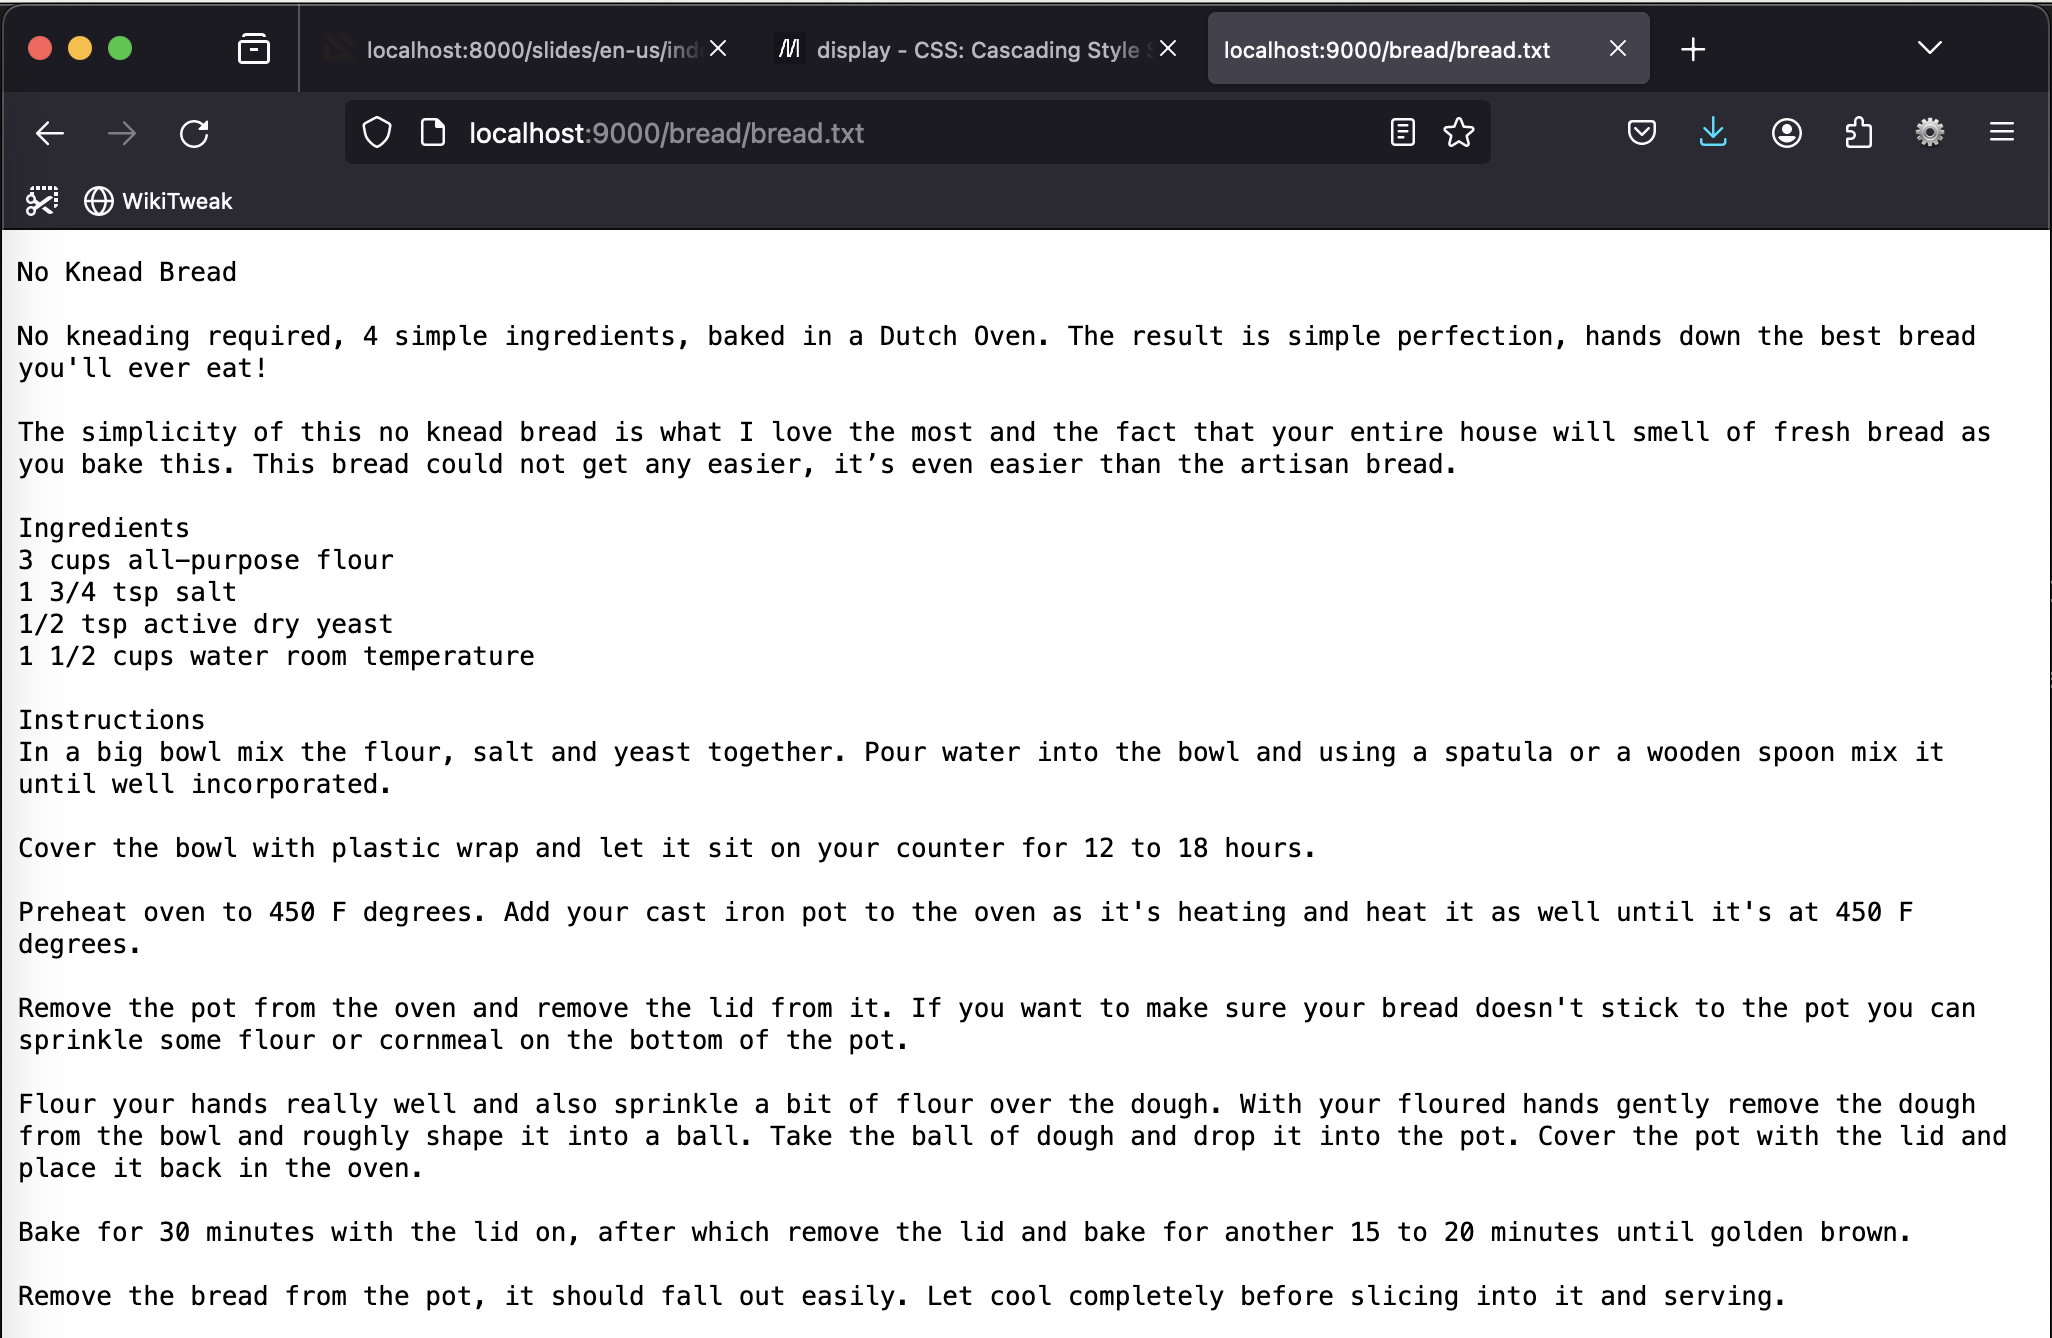 localhost:8000/slides/en-us/ind
display - CSS: Cascading Style S
localhost:9000/bread/bread.txt
localhost:9000/bread/bread.txt
WikiTweak
No Knead Bread
No kneading required, 4 simple ingredients, baked in a Dutch Oven. The result is simple perfection, hands down the best bread
you'll ever eat!
The simplicity of this no knead bread is what I love the most and the fact that your entire house will smell of fresh bread as
you bake this. This bread could not get any easier, it’s even easier than the artisan bread.
Ingredients
3 cups all-purpose flour
1 3/4 tsp salt
1/2 tsp active dry yeast
1 1/2 cups water room temperature
Instructions
In a big bowl mix the flour, salt and yeast together. Pour water into the bowl and using a spatula or a wooden spoon mix it
until well incorporated.
Cover the bowl with plastic wrap and let it sit on your counter for 12 to 18 hours.
Preheat oven to 450 F degrees. Add your cast iron pot to the oven as it's heating and heat it as well until it's at 450 F
degrees.
Remove the pot from the oven and remove the lid from it. If you want to make sure your bread doesn't stick to the pot you can
sprinkle some flour or cornmeal on the bottom of the pot.
Flour your hands really well and also sprinkle a bit of flour over the dough. With your floured hands gently remove the dough
from the bowl and roughly shape it into a ball. Take the ball of dough and drop it into the pot. Cover the pot with the lid and
place it back in the oven.
Bake for 30 minutes with the lid on, after which remove the lid and bake for another 15 to 20 minutes until golden brown.
Remove the bread from the pot, it should fall out easily. Let cool completely before slicing into it and serving.